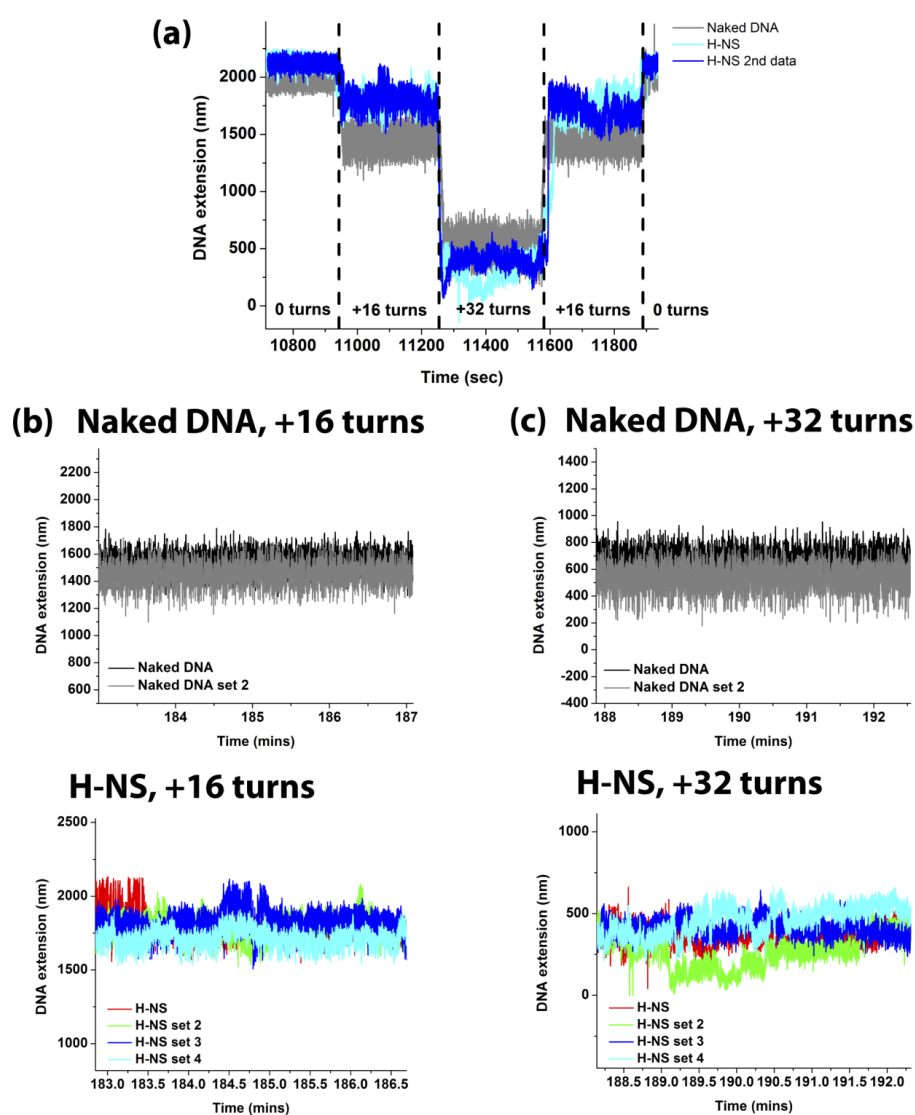 (a)
Naked DNA
H-NS
H-NS 2nd data
DNA extension (nm)
2000
1500
1000
500
0
0 turns
+16 turns
+32 turns
+16 turns
0 turns
10800 11000 11200 11400 11600 11800
Time (sec)
(b) Naked DNA, +16 turns
DNA extension (nm)
2200
2000
1800
1600
1400
1200
1000
800
600
Naked DNA
Naked DNA set 2
184 185 186 187
Time (mins)
(c) Naked DNA, +32 turns
DNA extension (nm)
1400
1200
1000
800
600
400
200
0
-200
-400
Naked DNA
Naked DNA set 2
188 189 190 191 192
Time (mins)
H-NS, +16 turns
DNA extension (nm)
2500
2000
1500
1000
H-NS
H-NS set 2
H-NS set 3
H-NS set 4
183.0 183.5 184.0 184.5 185.0 185.5 186.0 186.5
Time (mins)
H-NS, +32 turns
DNA extension (nm)
1000
500
0
H-NS
H-NS set 2
H-NS set 3
H-NS set 4
188.5 189.0 189.5 190.0 190.5 191.0 191.5 192.0
Time (mins)